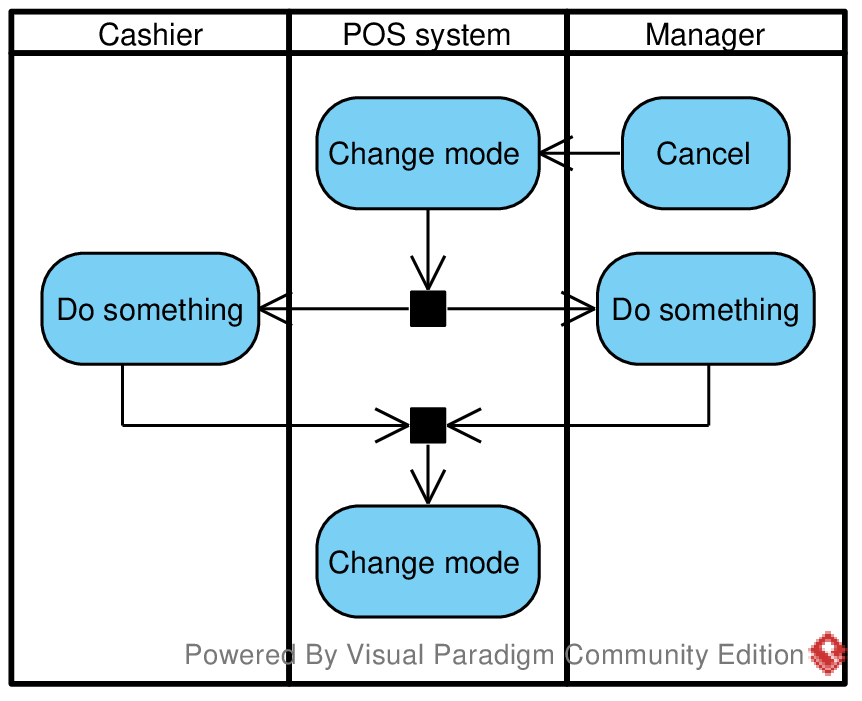 Cashier
POS system
Manager
Change mode
Cancel
Do something
Do something
Change mode
Powered By Visual Paradigm Community Edition